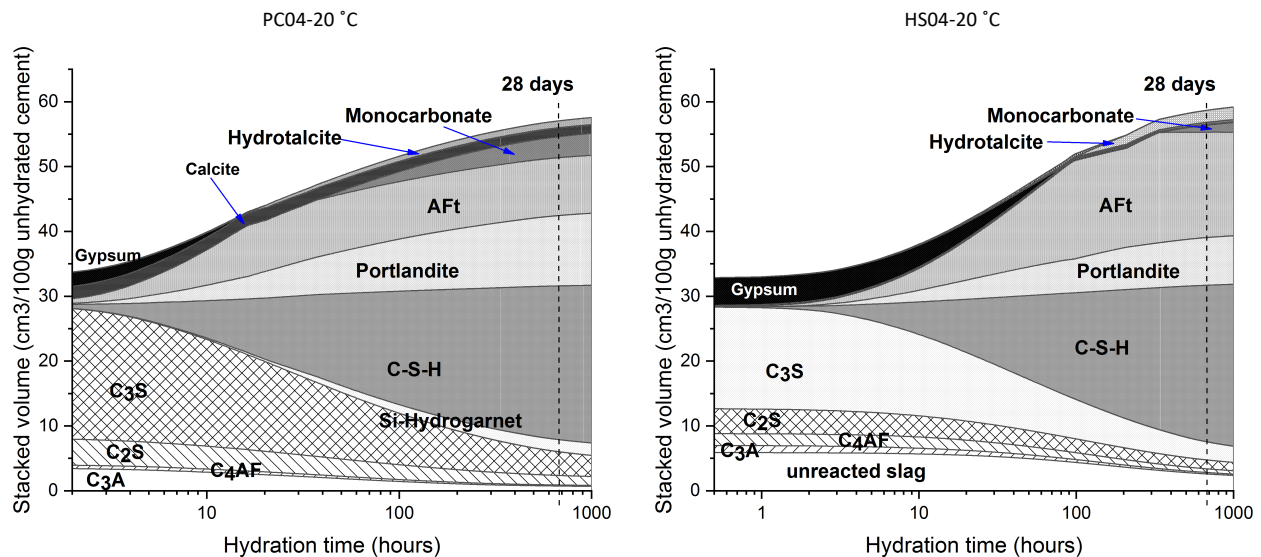 PC04-20 ˚C
Stacked volume (cm3/100g unhydrated cement)
60
50
40
30
20
10
0
28 days
Monocarbonate
Hydrotalcite
Calcite
Gypsum
AFt
Portlandite
C-S-H
C3S
Si-Hydrogarnet
C2S
C4AF
C3A
10
100
1000
Hydration time (hours)
HS04-20 ˚C
Stacked volume (cm3/100g unhydrated cement)
60
50
40
30
20
10
0
28 days
Monocarbonate
Hydrotalcite
AFt
Portlandite
Gypsum
C-S-H
C3S
C2S
C4AF
C3A
unreacted slag
1
10
100
1000
Hydration time (hours)